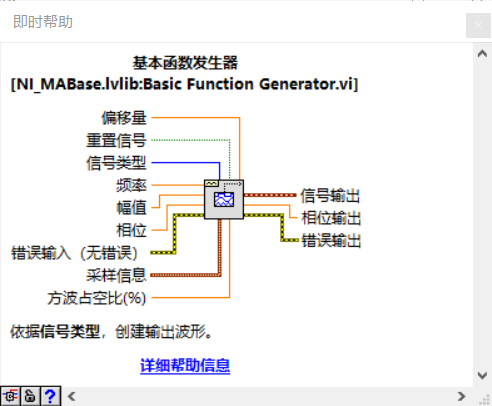 即时帮助
基本函数发生器
[NI_MABase.lvlib:Basic Function Generator.vi]
偏移量
重置信号
信号类型
频率
幅值
相位
错误输入（无错误）
采样信息
方波占空比(%)
信号输出
相位输出
错误输出
依据信号类型，创建输出波形。
详细帮助信息
?